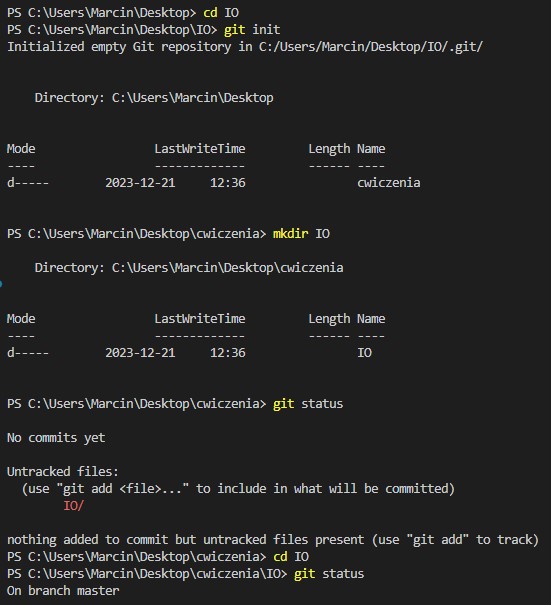 PS C:\Users\Marcin\Desktop> cd IO
PS C:\Users\Marcin\Desktop\IO> git init
Initialized empty Git repository in C:/Users/Marcin/Desktop/IO/.git/
Directory: C:\Users\Marcin\Desktop
Mode LastWriteTime Length Name
---- ------------- ------ ----
d----- 2023-12-21 12:36 cwiczenia
PS C:\Users\Marcin\Desktop\cwiczenia> mkdir IO
Directory: C:\Users\Marcin\Desktop\cwiczenia
Mode LastWriteTime Length Name
---- ------------- ------ ----
d----- 2023-12-21 12:36 IO
PS C:\Users\Marcin\Desktop\cwiczenia> git status
No commits yet
Untracked files:
(use "git add <file>..." to include in what will be committed)
IO/
nothing added to commit but untracked files present (use "git add" to track)
PS C:\Users\Marcin\Desktop\cwiczenia> cd IO
PS C:\Users\Marcin\Desktop\cwiczenia\IO> git status
On branch master